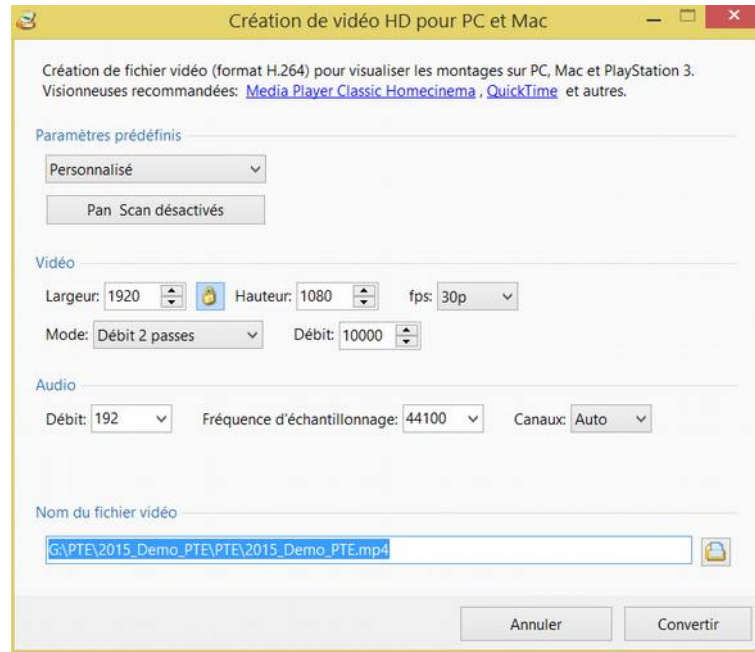 Création de vidéo HD pour PC et Mac
Création de fichier vidéo (format H.264) pour visualiser les montages sur PC, Mac et PlayStation 3.
Visionneuses recommandées: Media Player Classic Homecinema , QuickTime et autres.
Paramètres prédéfinis
Personnalisé
Pan Scan désactivés
Vidéo
Largeur: 1920 Hauteur: 1080 fps: 30p
Mode: Débit 2 passes Débit: 10000
Audio
Débit: 192 Fréquence d'échantillonnage: 44100 Canaux: Auto
Nom du fichier vidéo
G:\PTE\2015_Demo_PTE\PTE\2015_Demo_PTE.mp4
Annuler Convertir